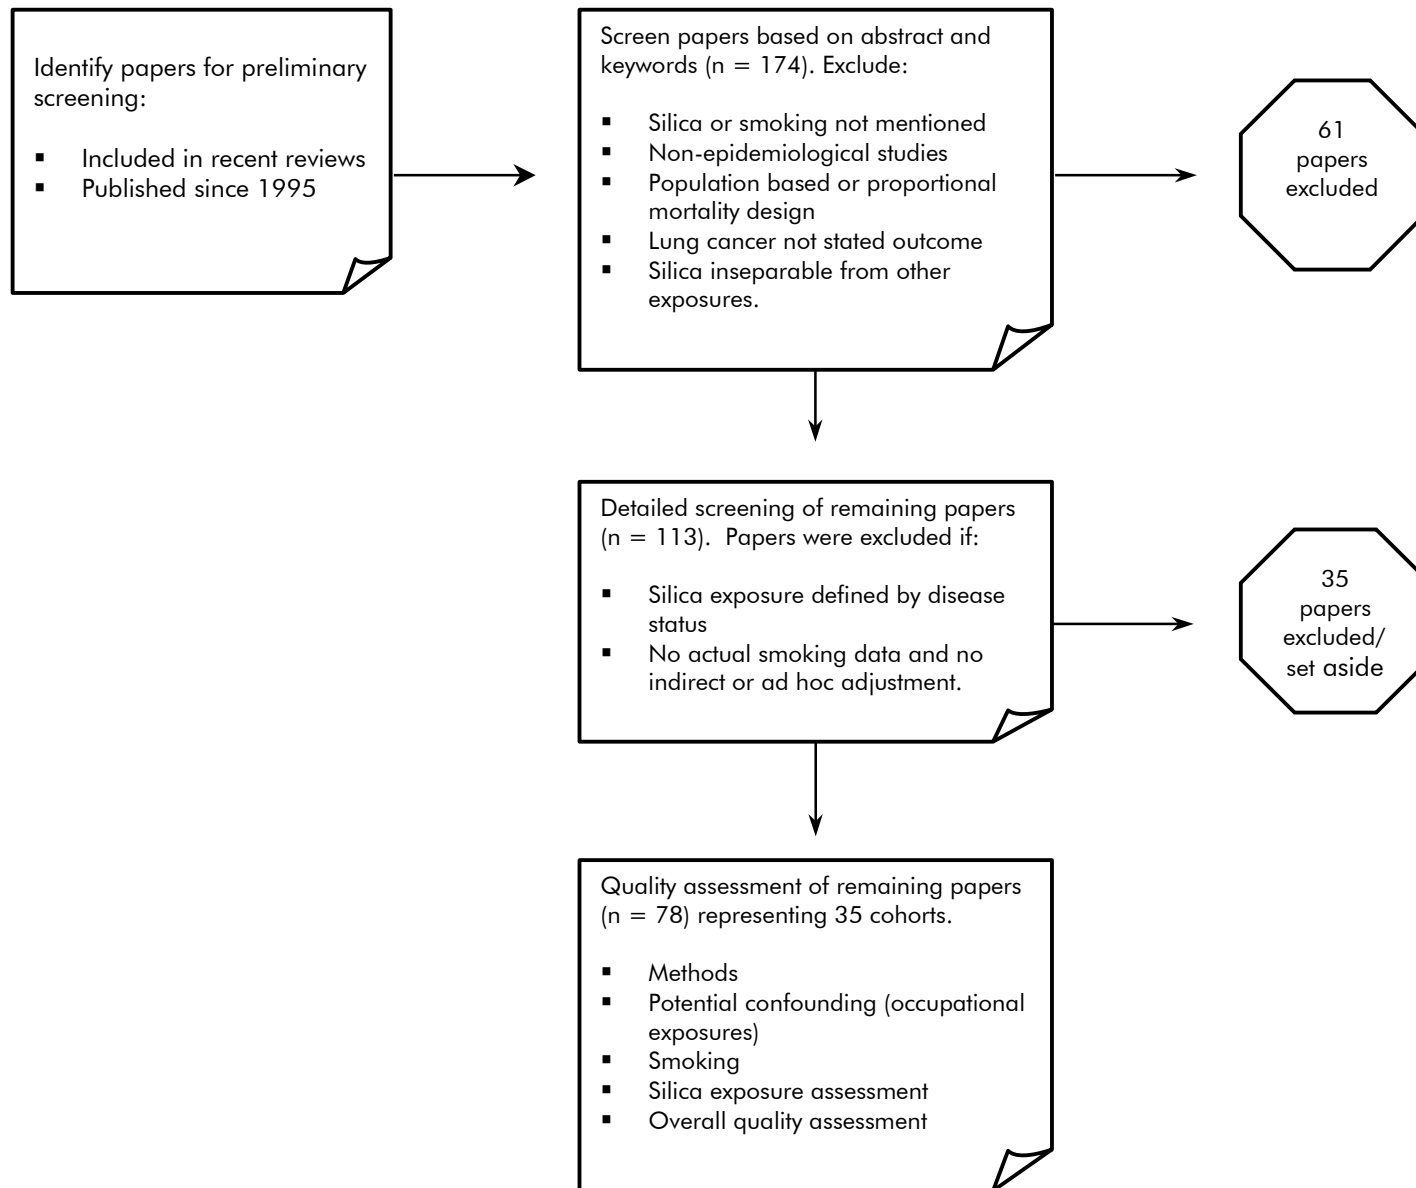 Identify papers for preliminary
screening:
▪ Included in recent reviews
▪ Published since 1995
Screen papers based on abstract and
keywords (n = 174). Exclude:
▪ Silica or smoking not mentioned
▪ Non-epidemiological studies
▪ Population based or proportional
mortality design
▪ Lung cancer not stated outcome
▪ Silica inseparable from other
exposures.
61
papers
excluded
Detailed screening of remaining papers
(n = 113).  Papers were excluded if:
▪ Silica exposure defined by disease
status
▪ No actual smoking data and no
indirect or ad hoc adjustment.
35
papers
excluded/
set aside
Quality assessment of remaining papers
(n = 78) representing 35 cohorts.
▪ Methods
▪ Potential confounding (occupational
exposures)
▪ Smoking
▪ Silica exposure assessment
▪ Overall quality assessment